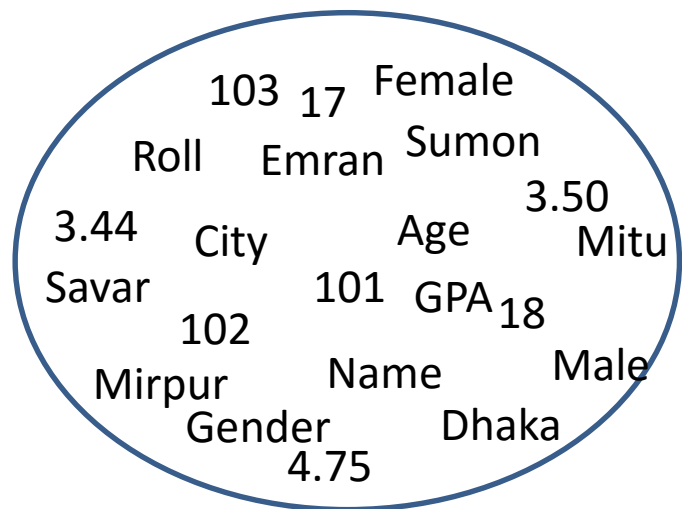 103 17 Female
Roll Emran Sumon
3.50
3.44 City Age Mitu
Savar 101 GPA 18
102
Mirpur Name Male
Gender Dhaka
4.75